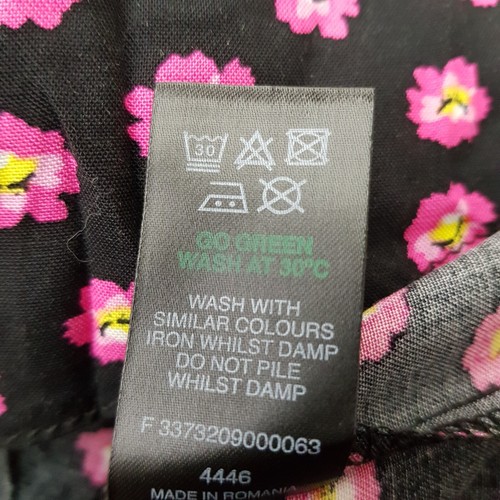 30
GO GREEN
WASH AT 30°C
WASH WITH
SIMILAR COLOURS
IRON WHILST DAMP
DO NOT PILE
WHILST DAMP
F 3373209000063
4446
MADE IN ROMANIA